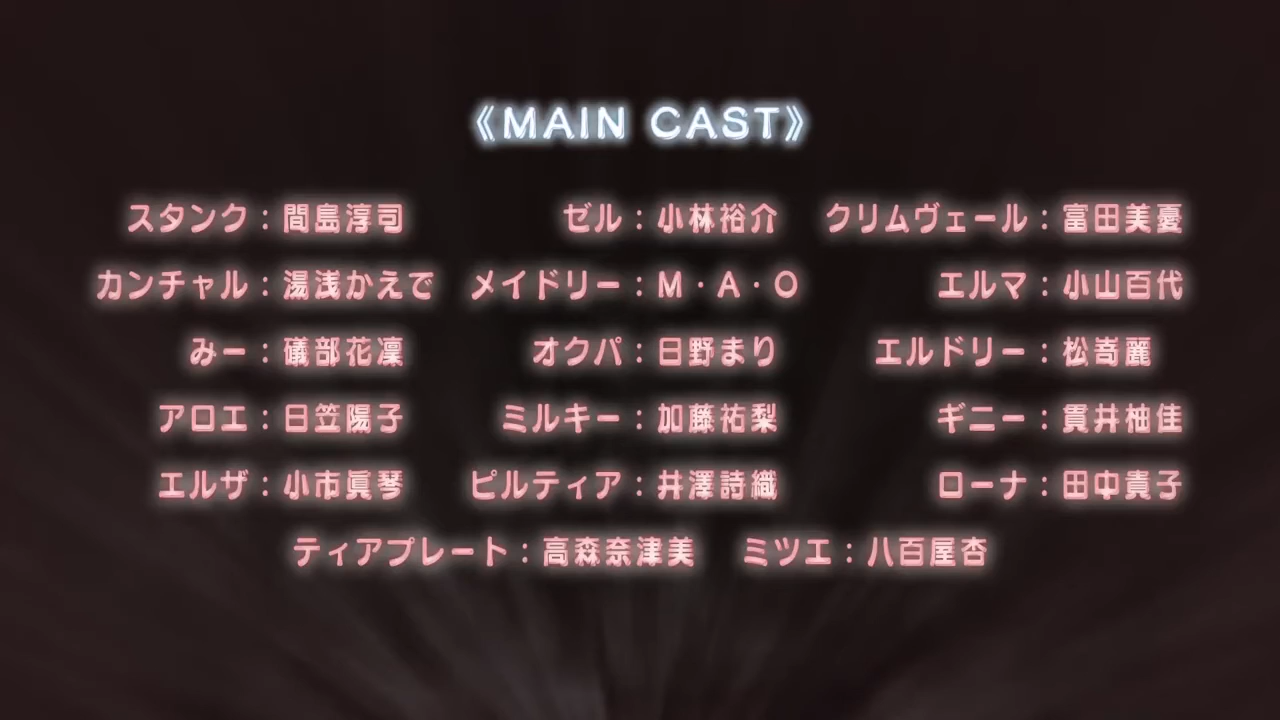 《MAIN CAST》
スタンク：間島淳司 ゼル：小林裕介 クリムヴェール：富田美憂
カンチャル：湯浅かえで メイドリー：M・A・O エルマ：小山百代
みー：礒部花凜 オクパ：日野まり エルドリー：松嵜麗
アロエ：日笠陽子 ミルキー：加藤祐梨 ギニー：貫井柚佳
エルザ：小市眞琴 ピルティア：井澤詩織 ローナ：田中貴子
ティアプレート：高森奈津美 ミツエ：八百屋杏